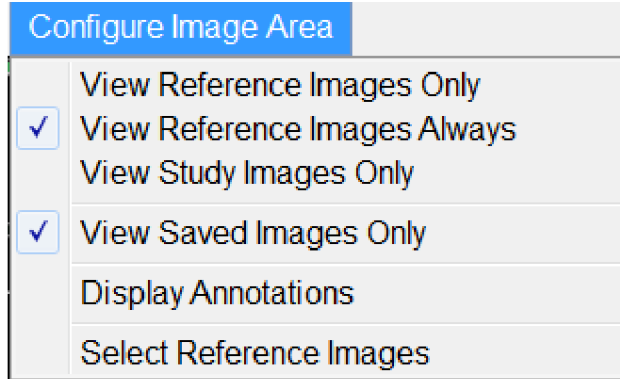 Configure Image Area
View Reference Images Only
View Reference Images Always
View Study Images Only
View Saved Images Only
Display Annotations
Select Reference Images